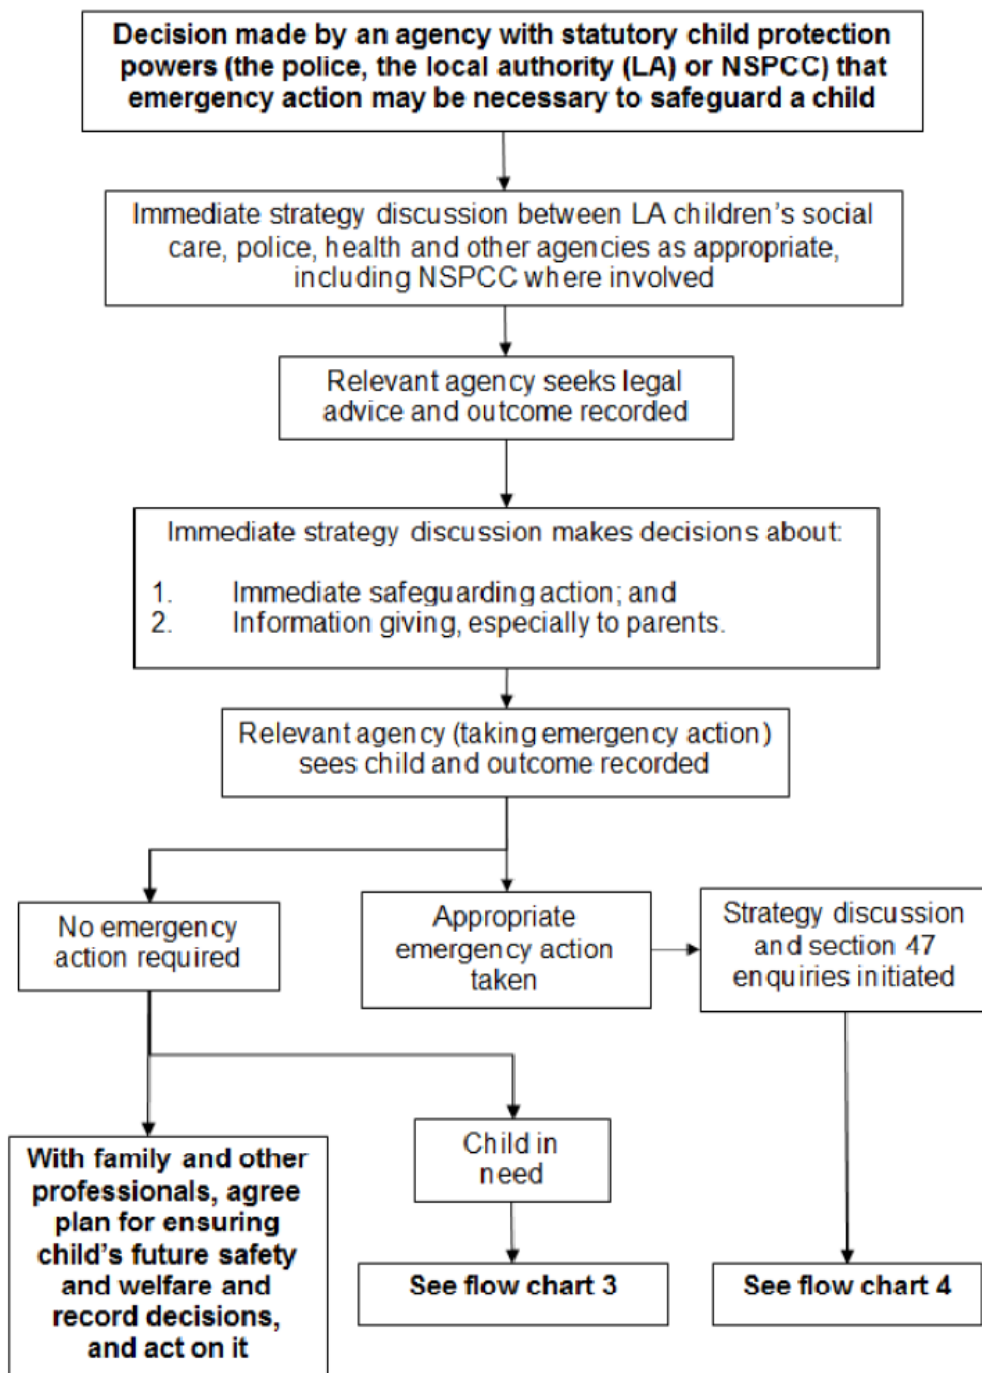 Decision made by an agency with statutory child protection
powers (the police, the local authority (LA) or NSPCC) that
emergency action may be necessary to safeguard a child
Immediate strategy discussion between LA children's social
care, police, health and other agencies as appropriate,
including NSPCC where involved
Relevant agency seeks legal
advice and outcome recorded
Immediate strategy discussion makes decisions about:
1. Immediate safeguarding action; and
2. Information giving, especially to parents.
Relevant agency (taking emergency action)
sees child and outcome recorded
No emergency
action required
Appropriate
emergency action
taken
Strategy discussion
and section 47
enquiries initiated
With family and other
professionals, agree
plan for ensuring
child's future safety
and welfare and
record decisions,
and act on it
Child in
need
See flow chart 3
See flow chart 4